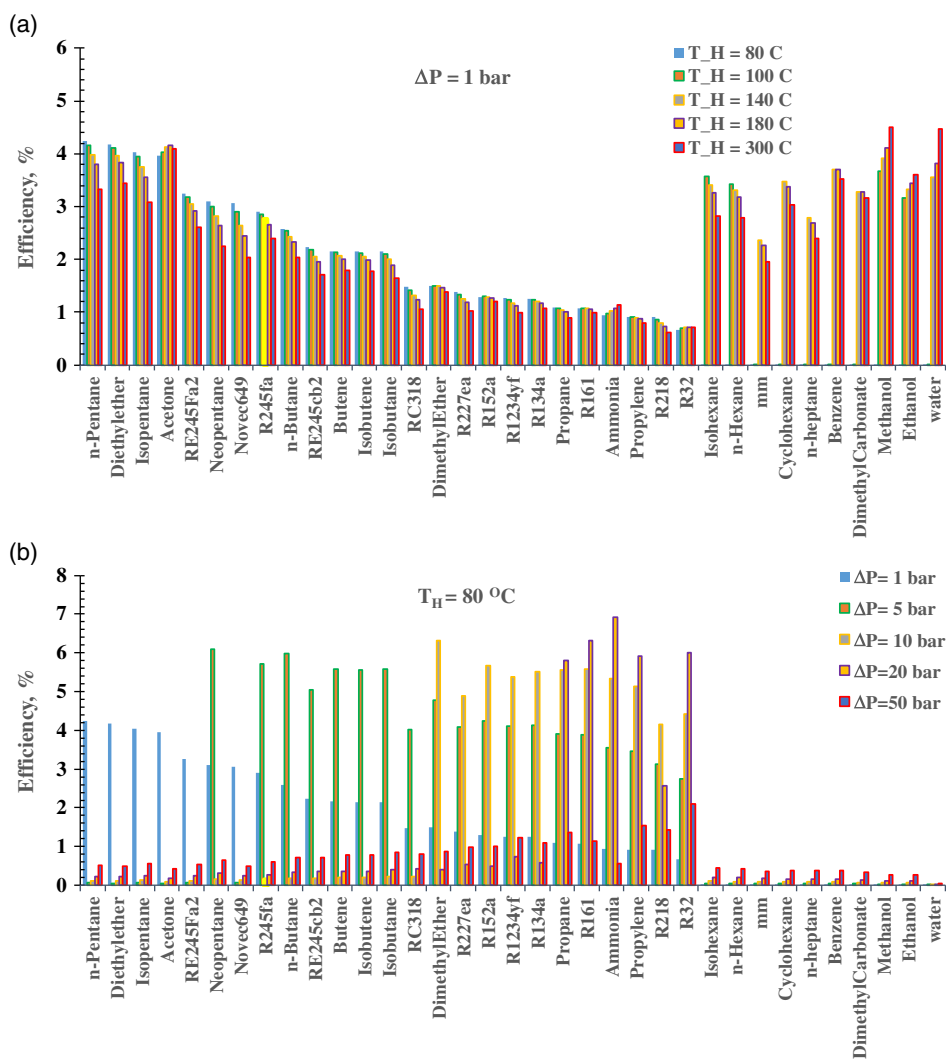 (a)
6
5
4
3
2
1
0
Efficiency, %
ΔP = 1 bar
T_H = 80 C
T_H = 100 C
T_H = 140 C
T_H = 180 C
T_H = 300 C
n-Pentane
Diethylether
Isopentane
Acetone
RE245Fa2
Neopentane
Novec649
R245fa
n-Butane
RE245cb2
Butene
Isobutene
Isobutane
RC318
DimethylEther
R227ea
R152a
R1234yf
R134a
Propane
R161
Ammonia
Propylene
R218
R32
Isohexane
n-Hexane
mm
Cyclohexane
n-heptane
Benzene
DimethylCarbonate
Methanol
Ethanol
water
(b)
8
7
6
5
4
3
2
1
0
Efficiency, %
T_H = 80 ᴼC
ΔP= 1 bar
ΔP= 5 bar
ΔP= 10 bar
ΔP=20 bar
ΔP=50 bar
n-Pentane
Diethylether
Isopentane
Acetone
RE245Fa2
Neopentane
Novec649
R245fa
n-Butane
RE245cb2
Butene
Isobutene
Isobutane
RC318
DimethylEther
R227ea
R152a
R1234yf
R134a
Propane
R161
Ammonia
Propylene
R218
R32
Isohexane
n-Hexane
mm
Cyclohexane
n-heptane
Benzene
DimethylCarbonate
Methanol
Ethanol
water